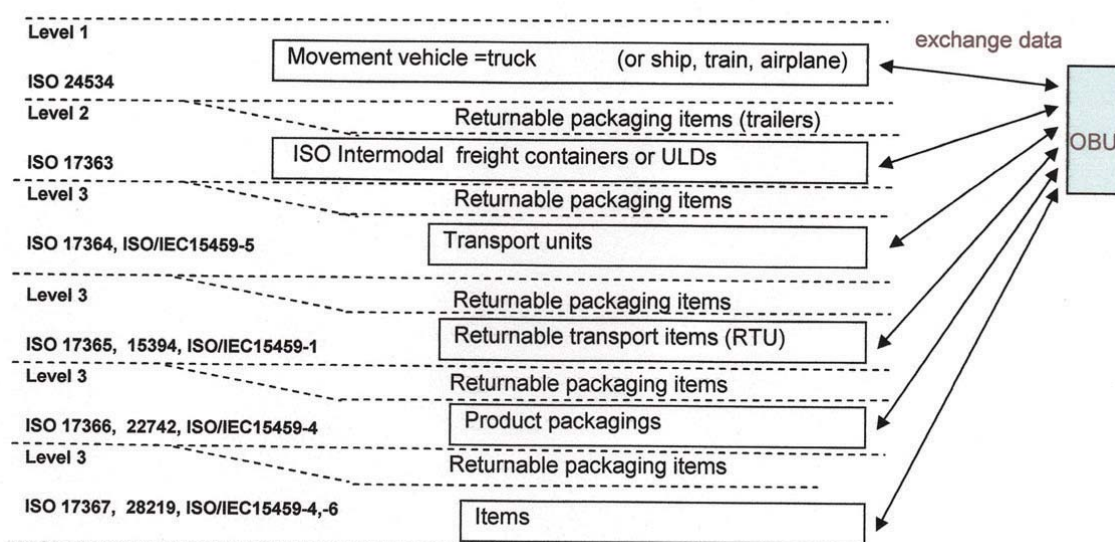 Level 1
exchange data
Movement vehicle =truck (or ship, train, airplane)
ISO 24534
Level 2
Returnable packaging items (trailers)
OBU
ISO Intermodal freight containers or ULDs
ISO 17363
Level 3
Returnable packaging items
Transport units
ISO 17364, ISO/IEC15459-5
Level 3
Returnable packaging items
Returnable transport items (RTU)
ISO 17365, 15394, ISO/IEC15459-1
Level 3
Returnable packaging items
Product packagings
ISO 17366, 22742, ISO/IEC15459-4
Level 3
Returnable packaging items
ISO 17367, 28219, ISO/IEC15459-4,-6
Items